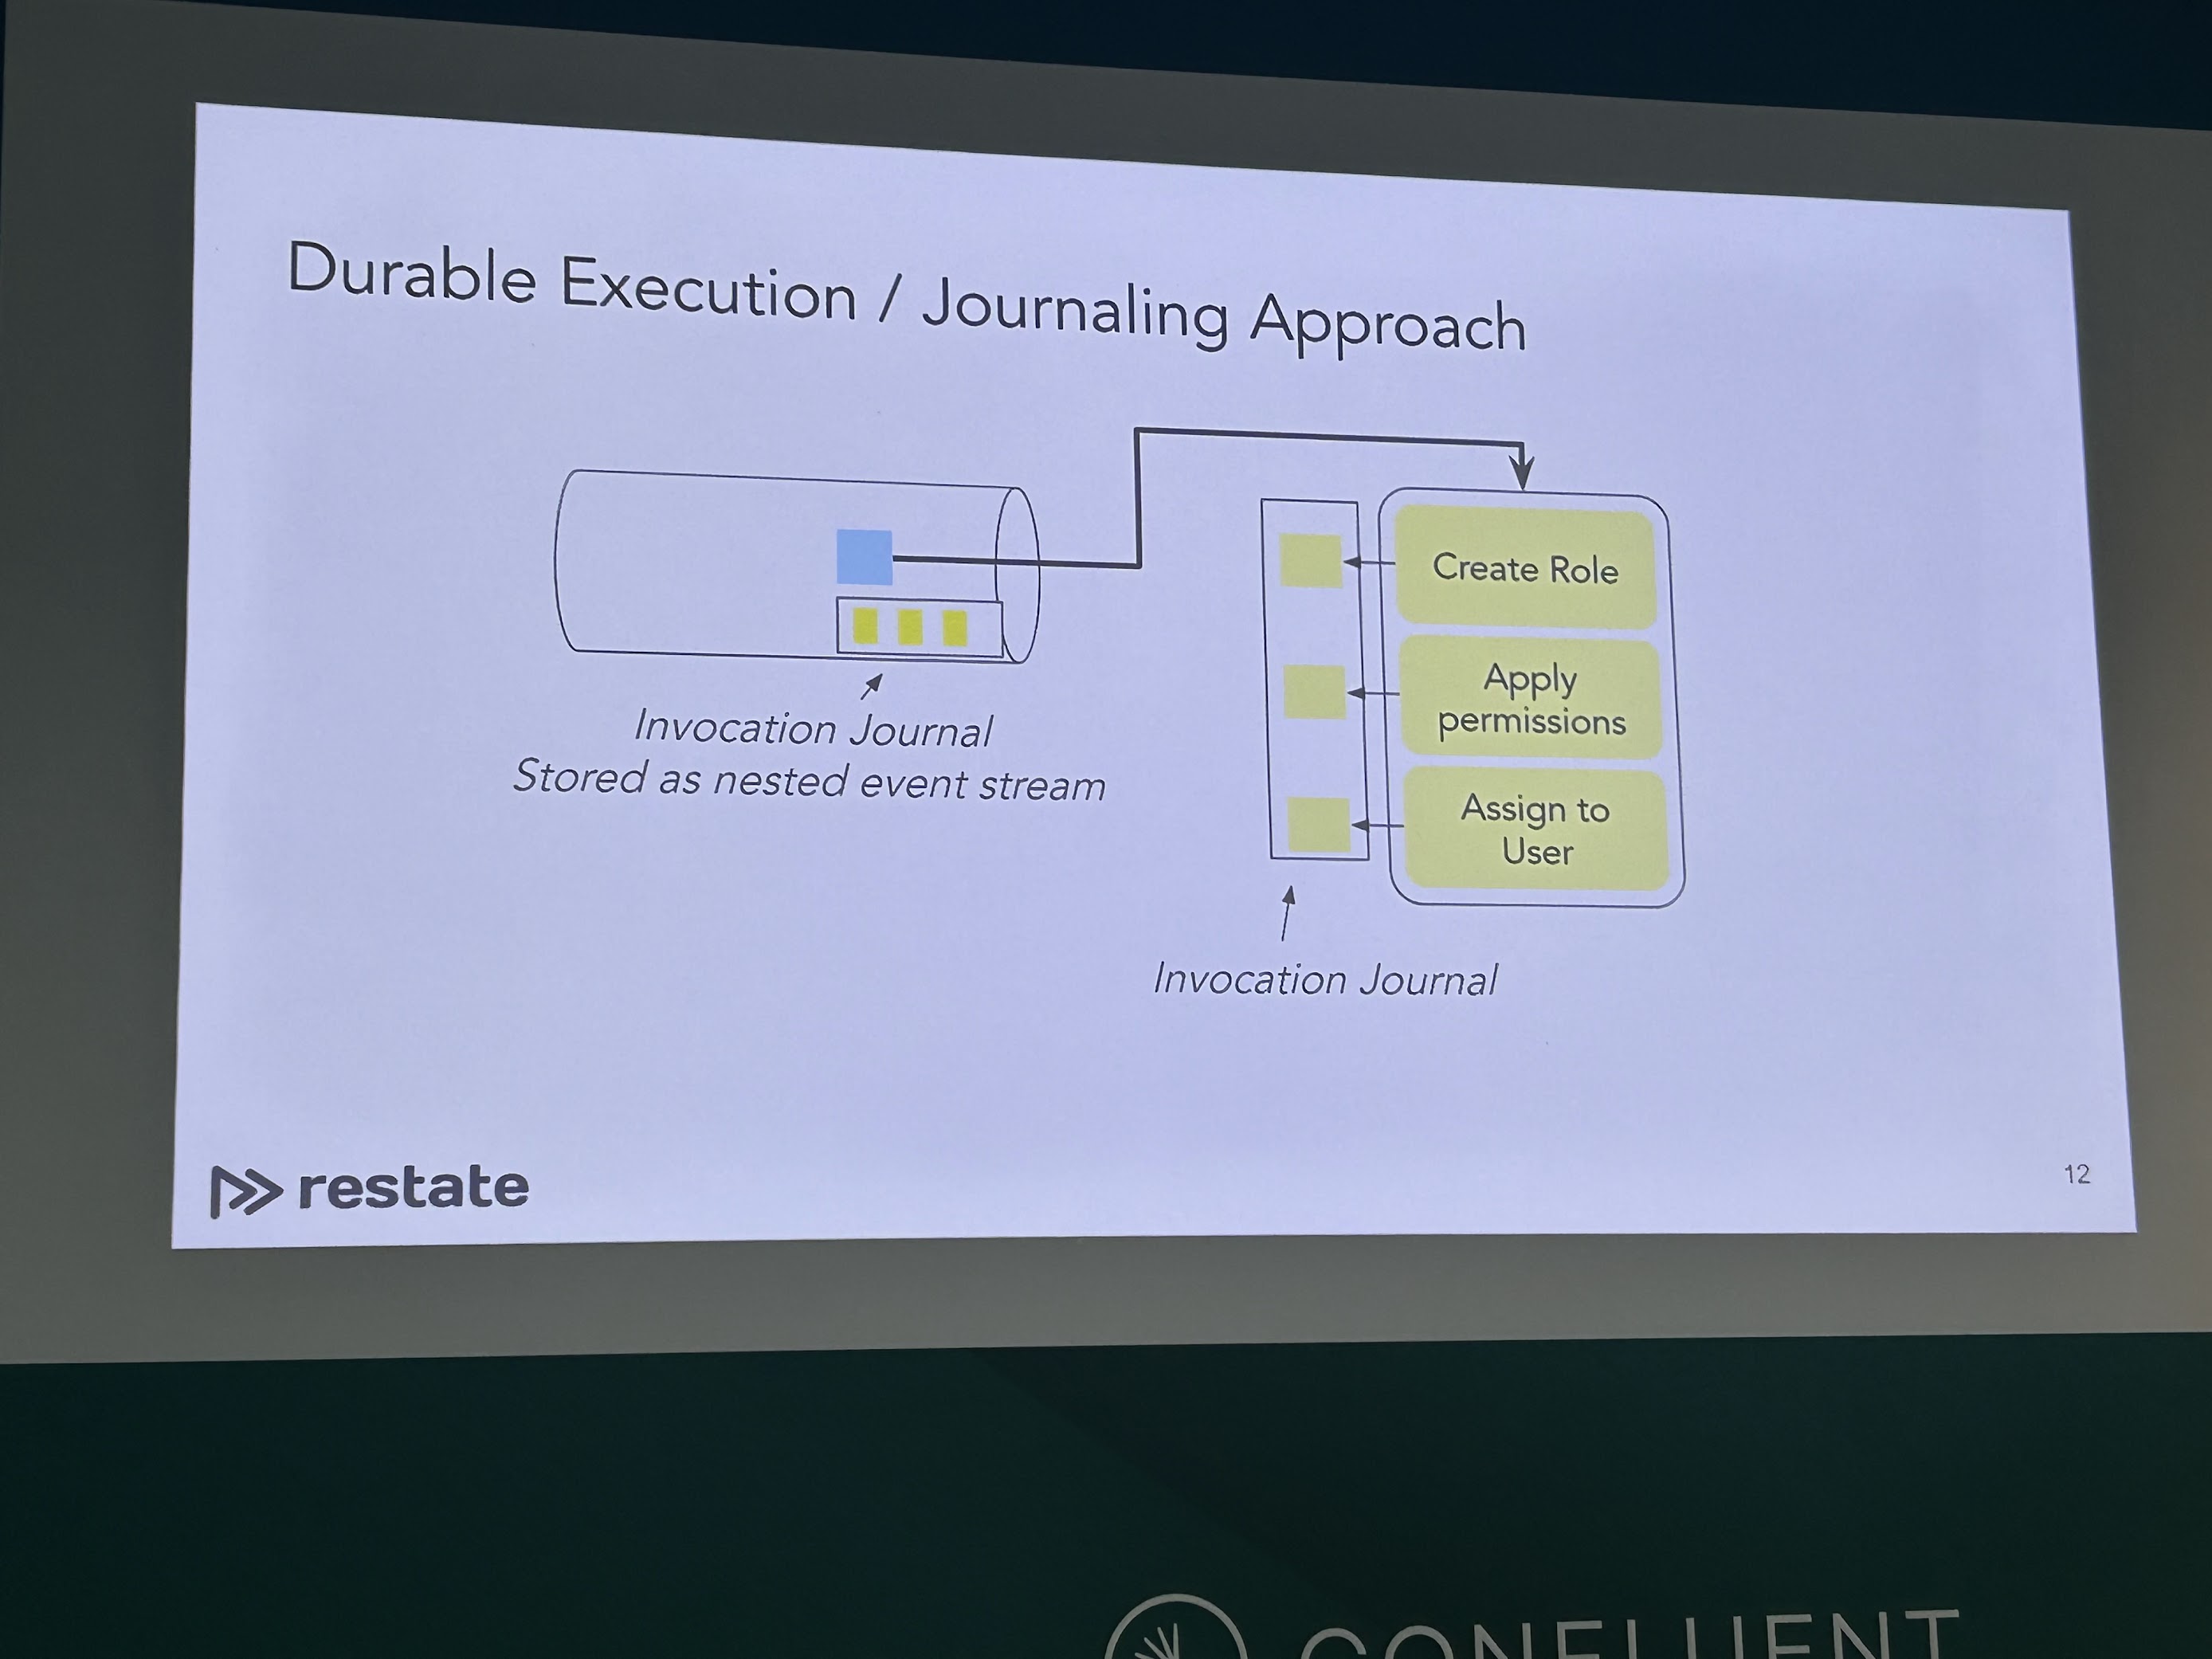 Durable Execution / Journaling Approach
Invocation Journal
Stored as nested event stream
Create Role
Apply
permissions
Assign to
User
Invocation Journal
restate
12
CONFLUENT